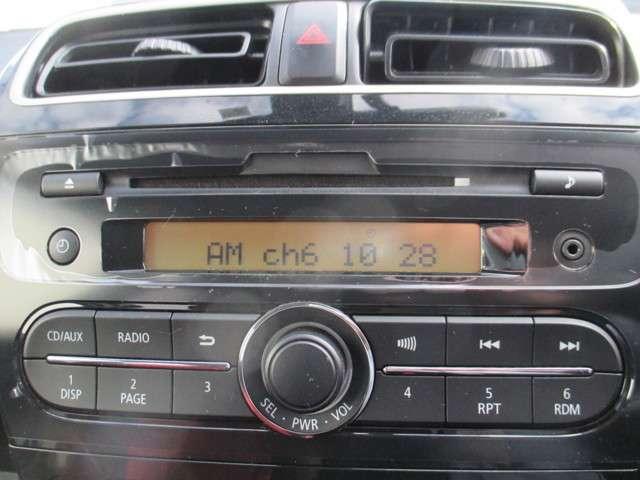 AM ch6 10 28
CD/AUX
RADIO
1
DISP
2
PAGE
3
SEL · PWR · VOL
4
5
RPT
6
RDM